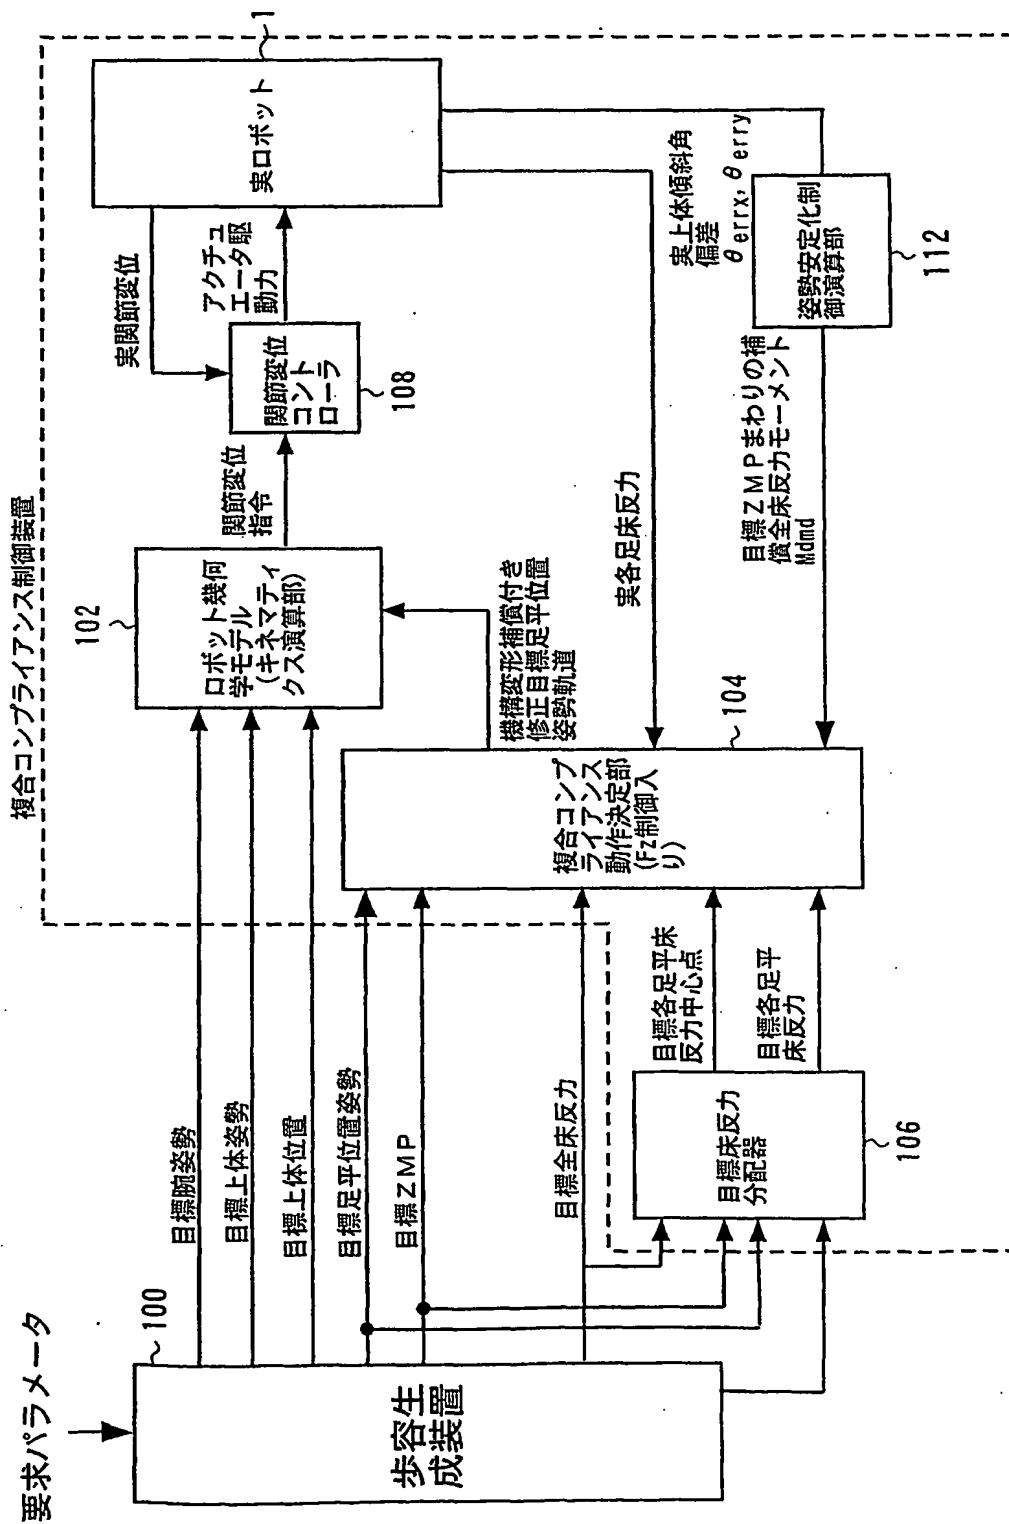 要求パラメータ
100
歩容生
成装置
目標腕姿勢
目標上体姿勢
目標上体位置
目標足平位置姿勢
目標ZMP
目標全床反力
目標床反力
分配器
106
目標各足平床
反力中心点
目標各足平
床反力
複合コンプライアンス制御装置
102
ロボット幾何
学モデル
(キネマティ
クス演算部)
複合コンプ
ライアンス
動作決定部
(Fz制御入
り)
104
機構変形補償付き
修正目標足平位置
姿勢軌道
関節変位
指令
関節変位
コント
ローラ
108
実関節変位
アクチュ
エータ駆
動力
実ロボット
1
実各足床反力
目標ZMPまわりの補
償全床反力モーメント
Mdmd
実上体傾斜角
偏差
θerrx, θerry
姿勢安定化制
御演算部
112